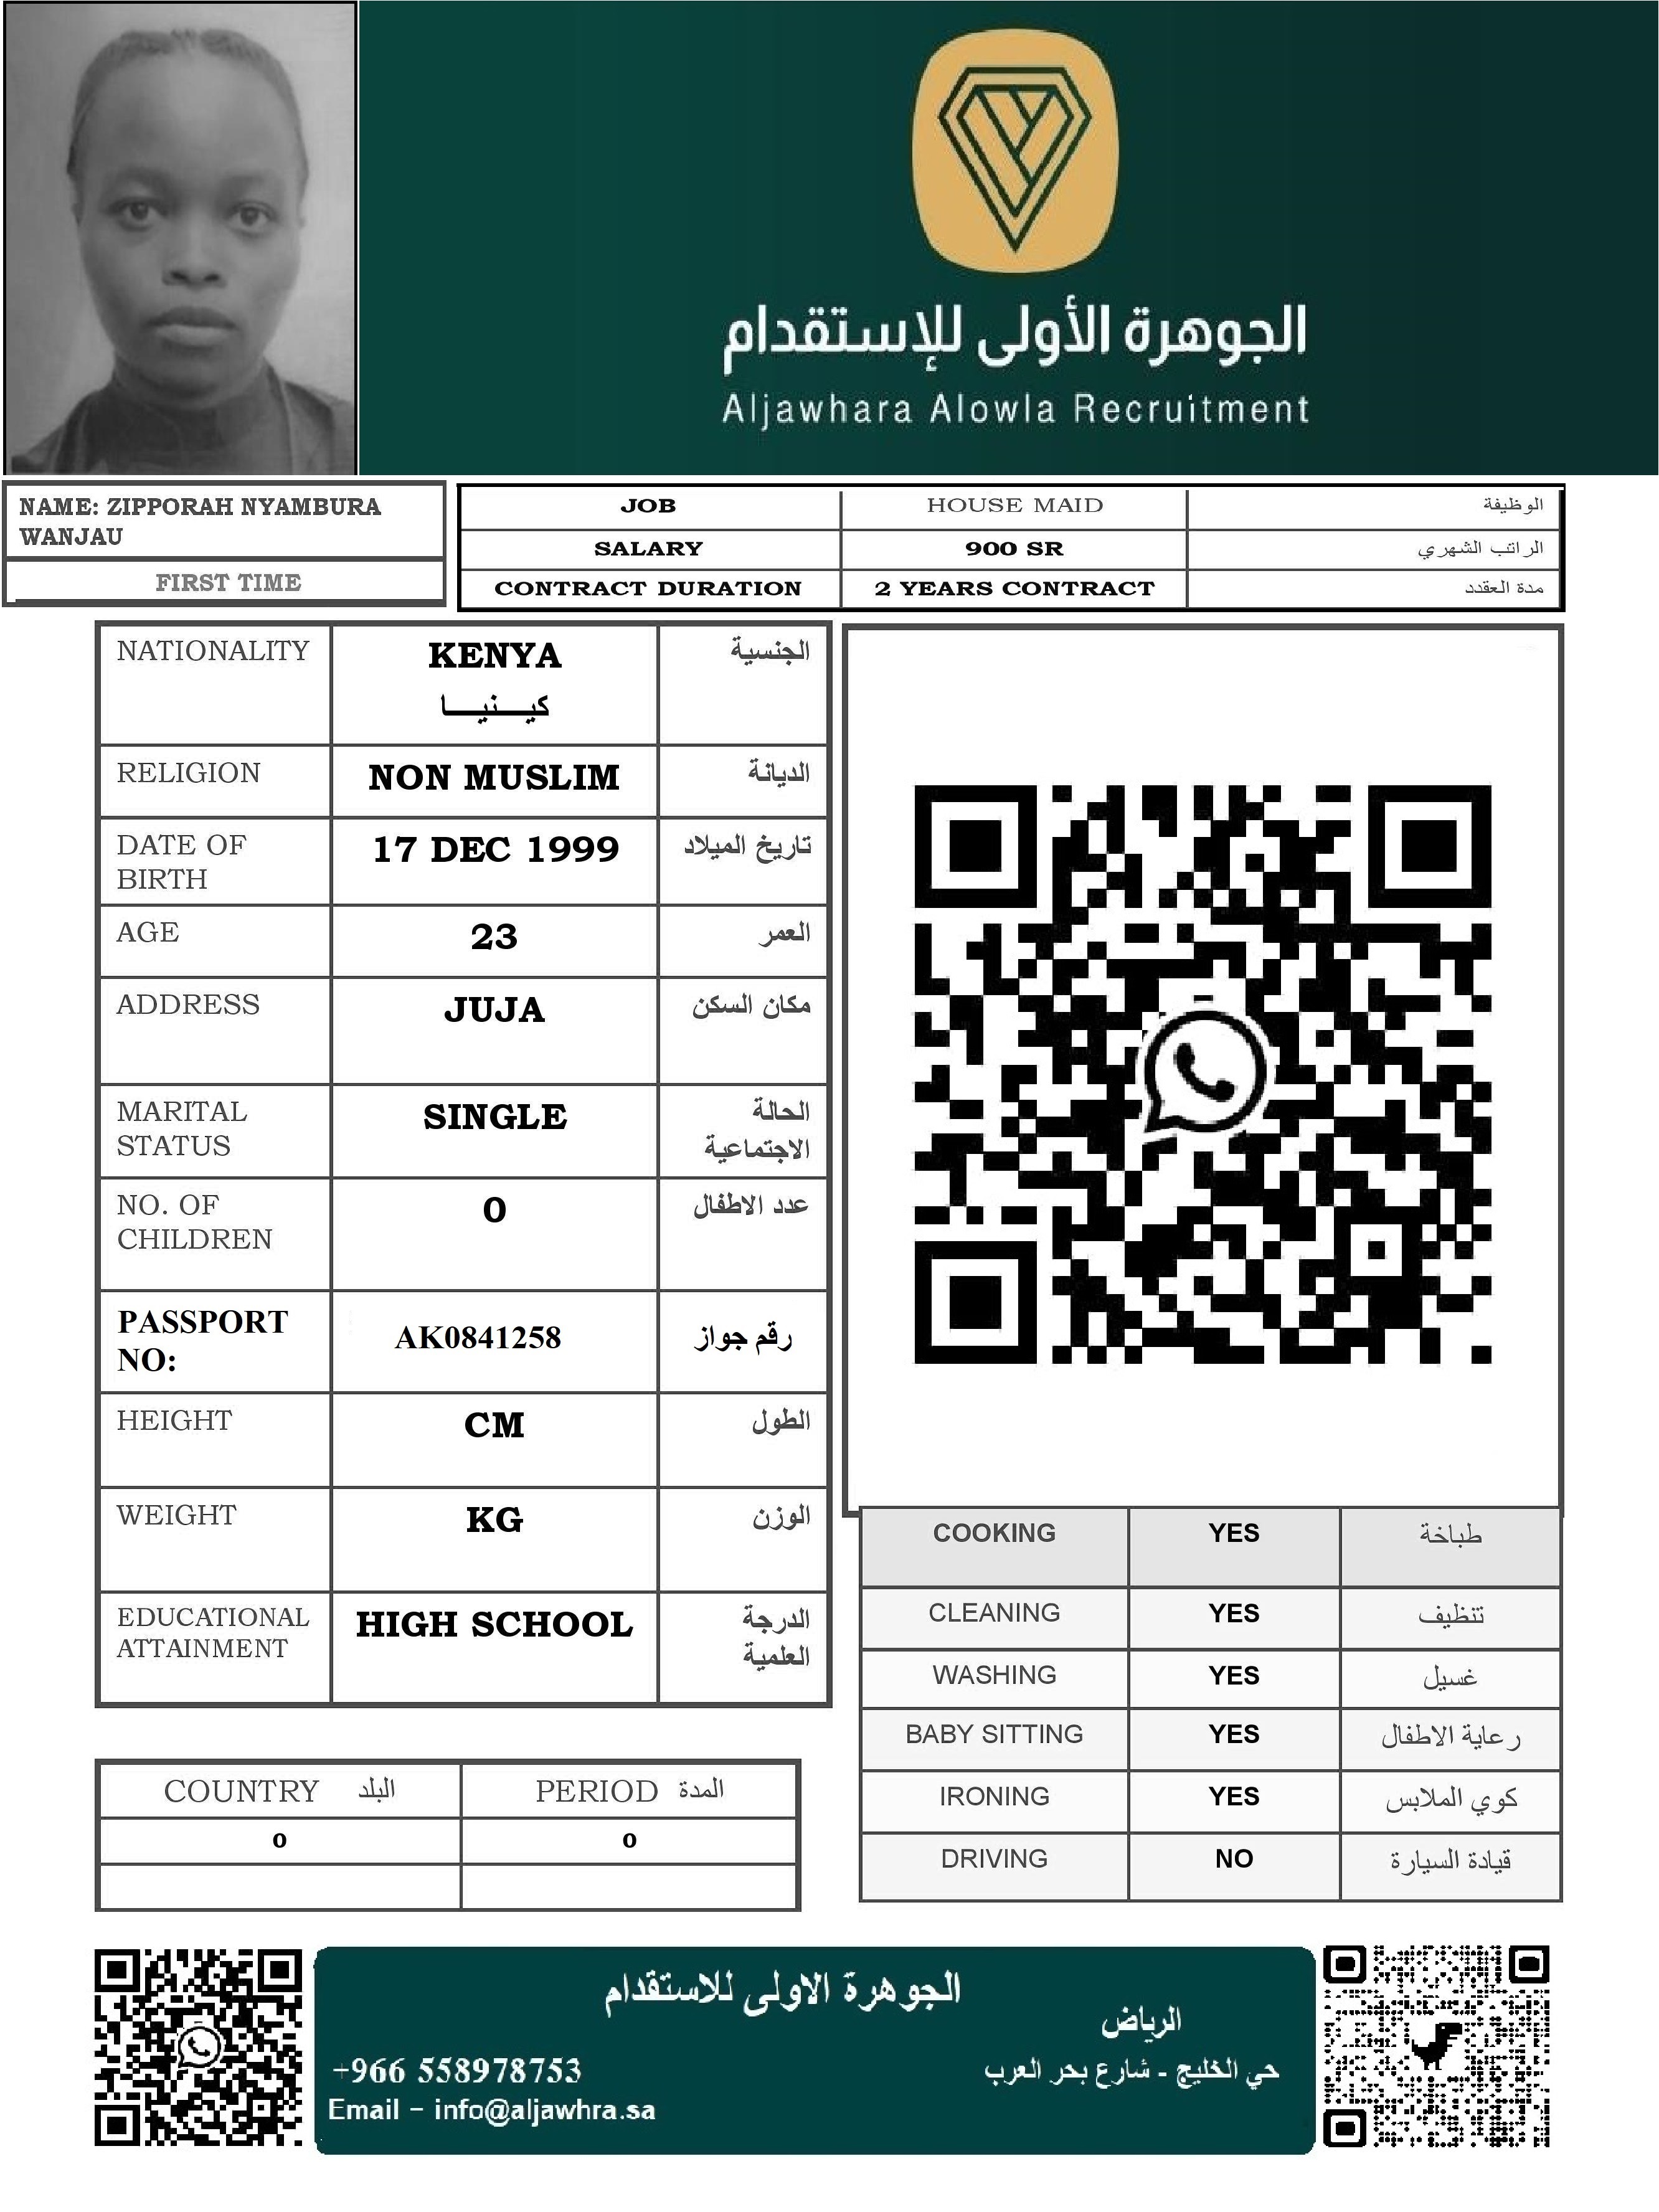 الجوهرة الأولى للإستقدام
Aljawhara Alowla Recruitment
NAME: ZIPPORAH NYAMBURA
WANJAU
FIRST TIME
JOB HOUSE MAID الوظيفة
SALARY 900 SR الراتب الشهري
CONTRACT DURATION 2 YEARS CONTRACT مدة العقدد
NATIONALITY KENYA الجنسية
كيـــنيـــا
RELIGION NON MUSLIM الديانة
DATE OF 17 DEC 1999 تاريخ الميلاد
BIRTH
AGE 23 العمر
ADDRESS JUJA مكان السكن
MARITAL SINGLE الحالة
STATUS الاجتماعية
NO. OF 0 عدد الاطفال
CHILDREN
PASSPORT AK0841258 رقم جواز
NO:
HEIGHT CM الطول
WEIGHT KG الوزن
EDUCATIONAL HIGH SCHOOL الدرجة
ATTAINMENT العلمية
COOKING YES طباخة
CLEANING YES تنظيف
WASHING YES غسيل
BABY SITTING YES رعاية الاطفال
IRONING YES كوي الملابس
DRIVING NO قيادة السيارة
COUNTRY البلد PERIOD المدة
0 0
الجوهرة الاولى للاستقدام
الرياض
+966 558978753 حي الخليج - شارع بحر العرب
Email - info@aljawhra.sa